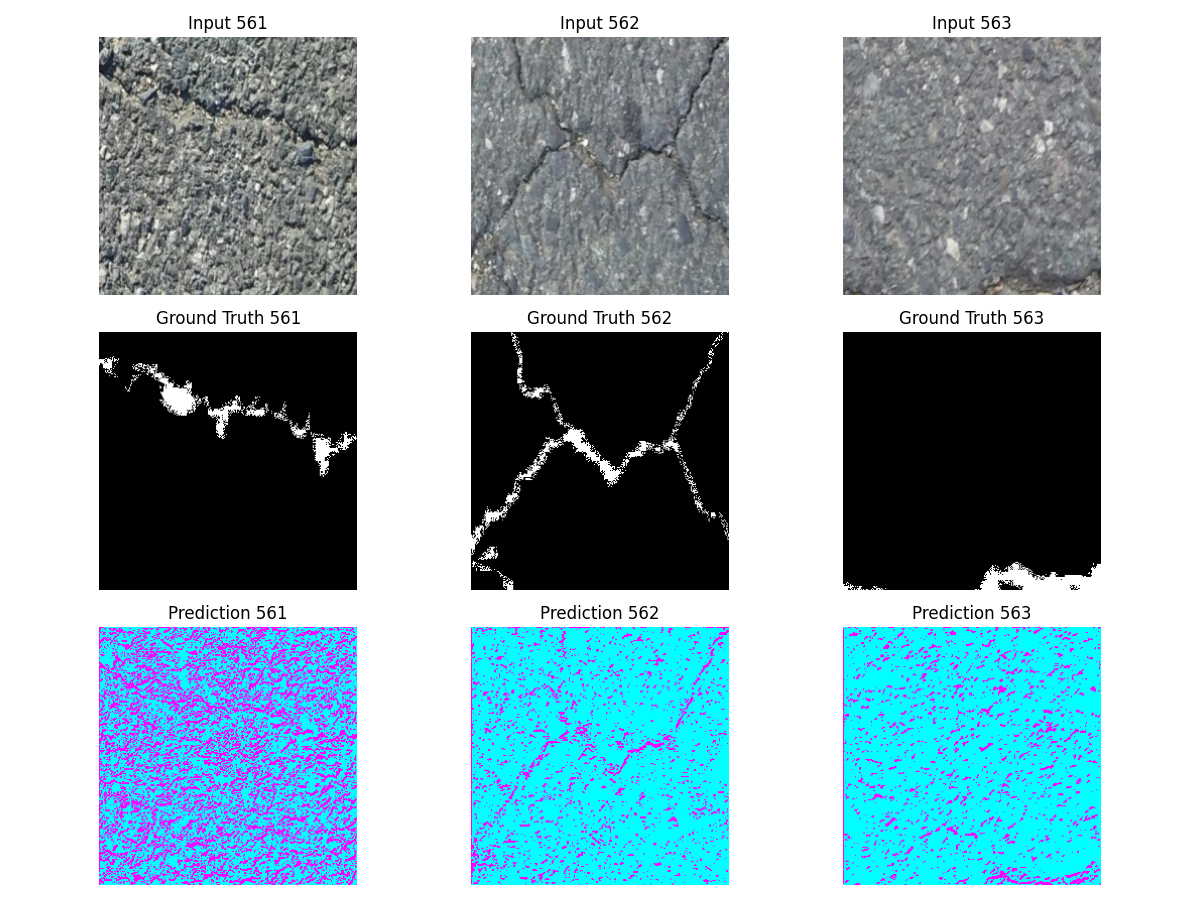 Input 561
Input 562
Input 563
Ground Truth 561
Ground Truth 562
Ground Truth 563
Prediction 561
Prediction 562
Prediction 563